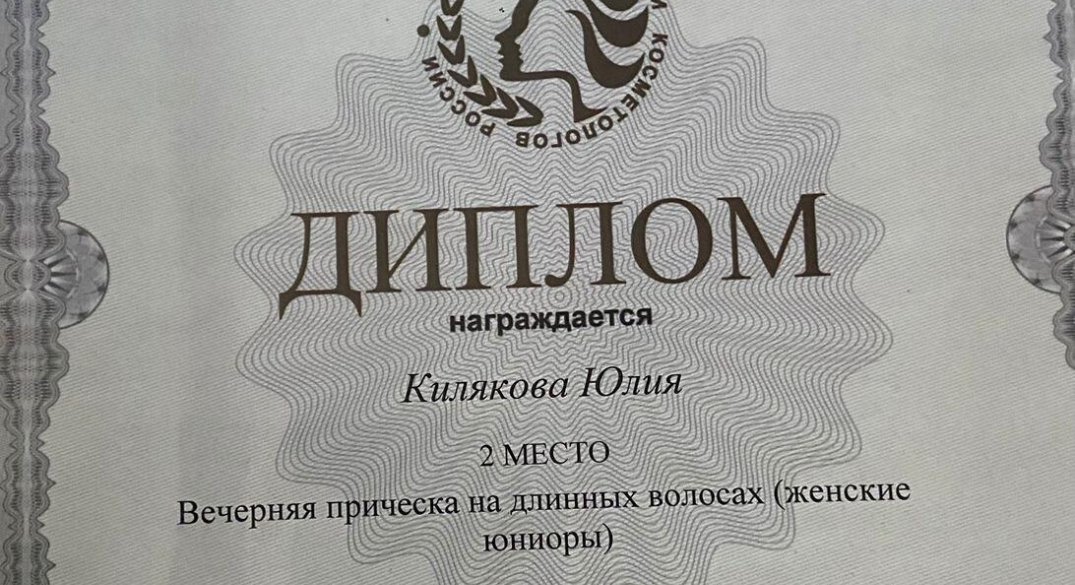 И КОСМЕТОЛОГОВ РОССИИ
ДИПЛОМ
награждается
Килякова Юлия
2 МЕСТО
Вечерняя прическа на длинных волосах (женские
юниоры)